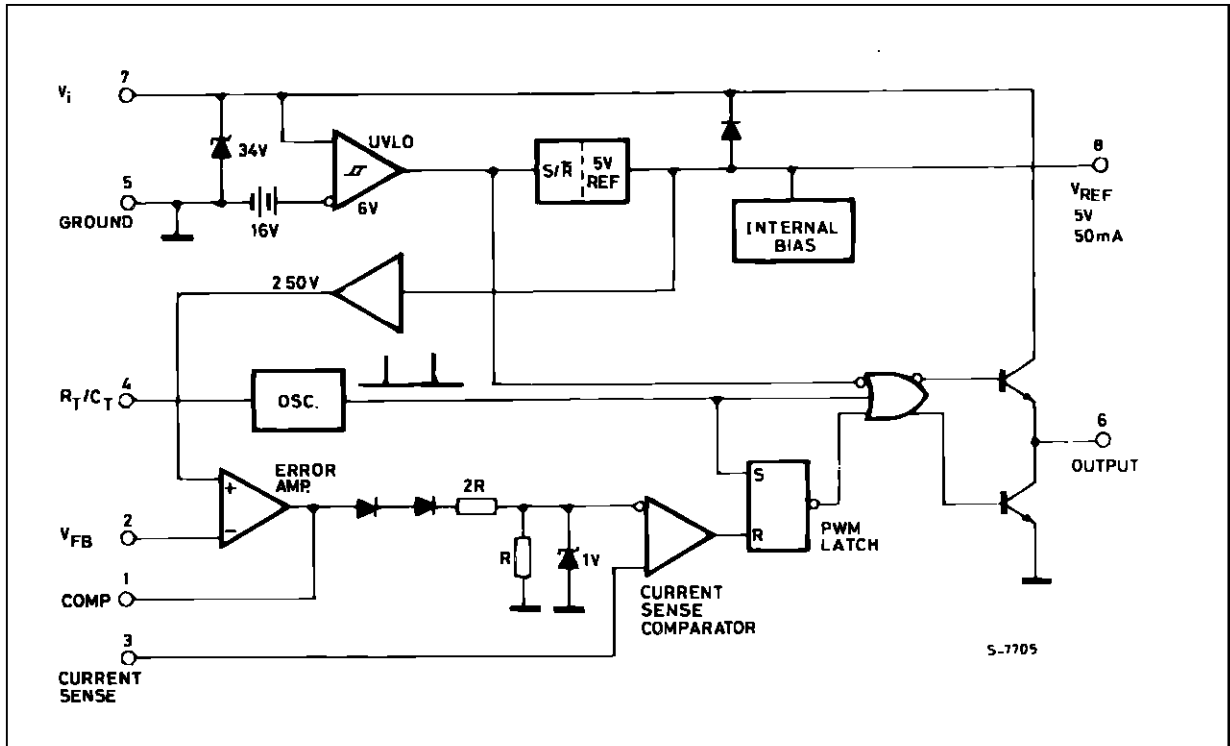 7
Vi
34V
UVLO
S/R̅
5V
REF
8
VREF
5V
50mA
5
GROUND
16V
6V
INTERNAL
BIAS
2 50V
4
RT/CT
OSC.
6
OUTPUT
ERROR
AMP.
2R
S
R
PWM
LATCH
+
−
2
VFB
R
1V
1
COMP
CURRENT
SENSE
COMPARATOR
3
CURRENT
SENSE
S-7705